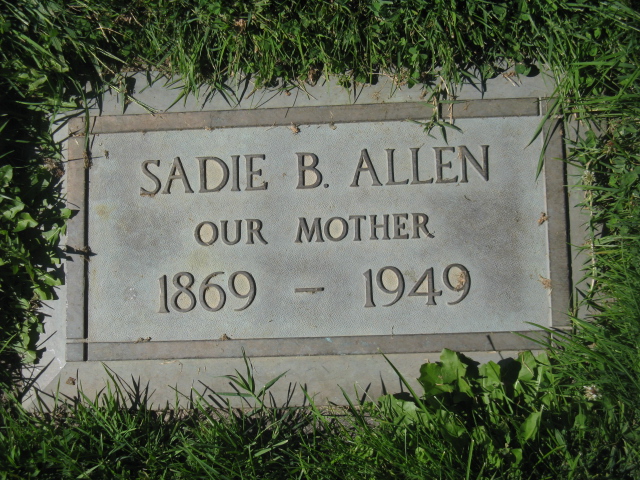 SADIE B. ALLEN
OUR MOTHER
1869 – 1949